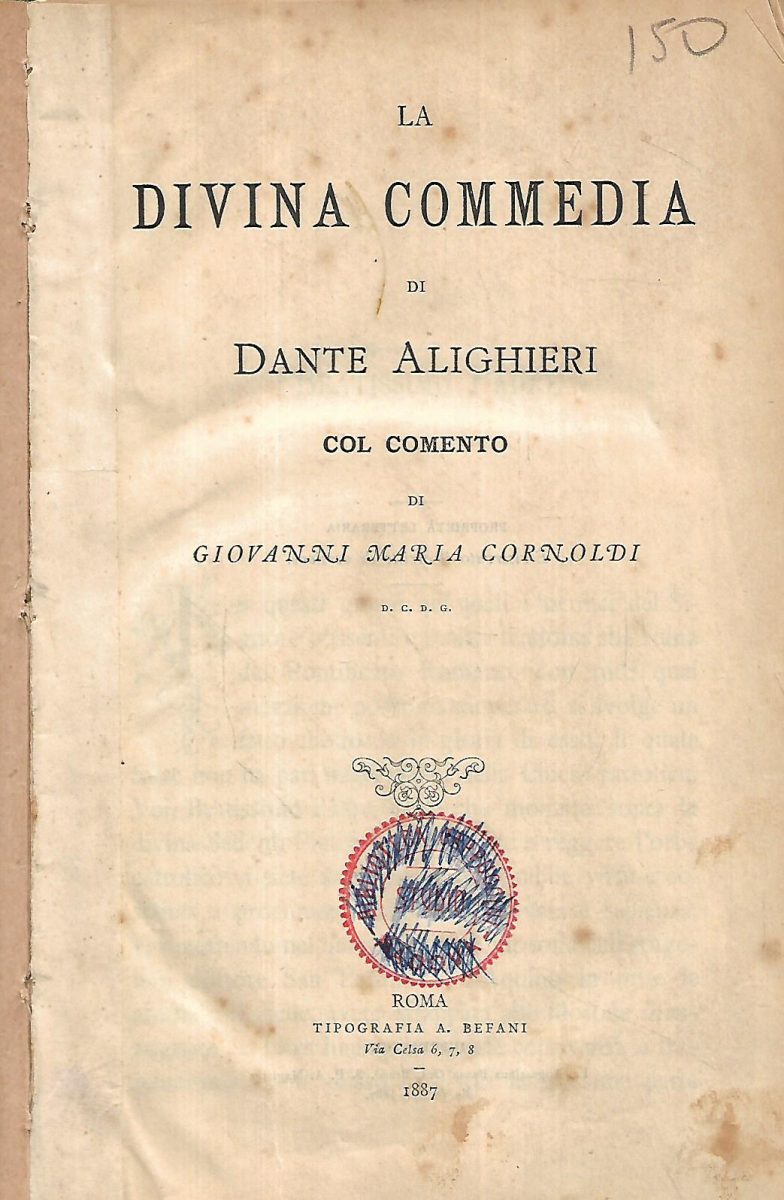 150
LA
DIVINA COMMEDIA
DI
DANTE ALIGHIERI
COL COMENTO
DI
GIOVANNI MARIA CORNOLDI
D. C. D. G.
ROMA
TIPOGRAFIA A. BEFANI
Via Celsa 6, 7, 8
1887